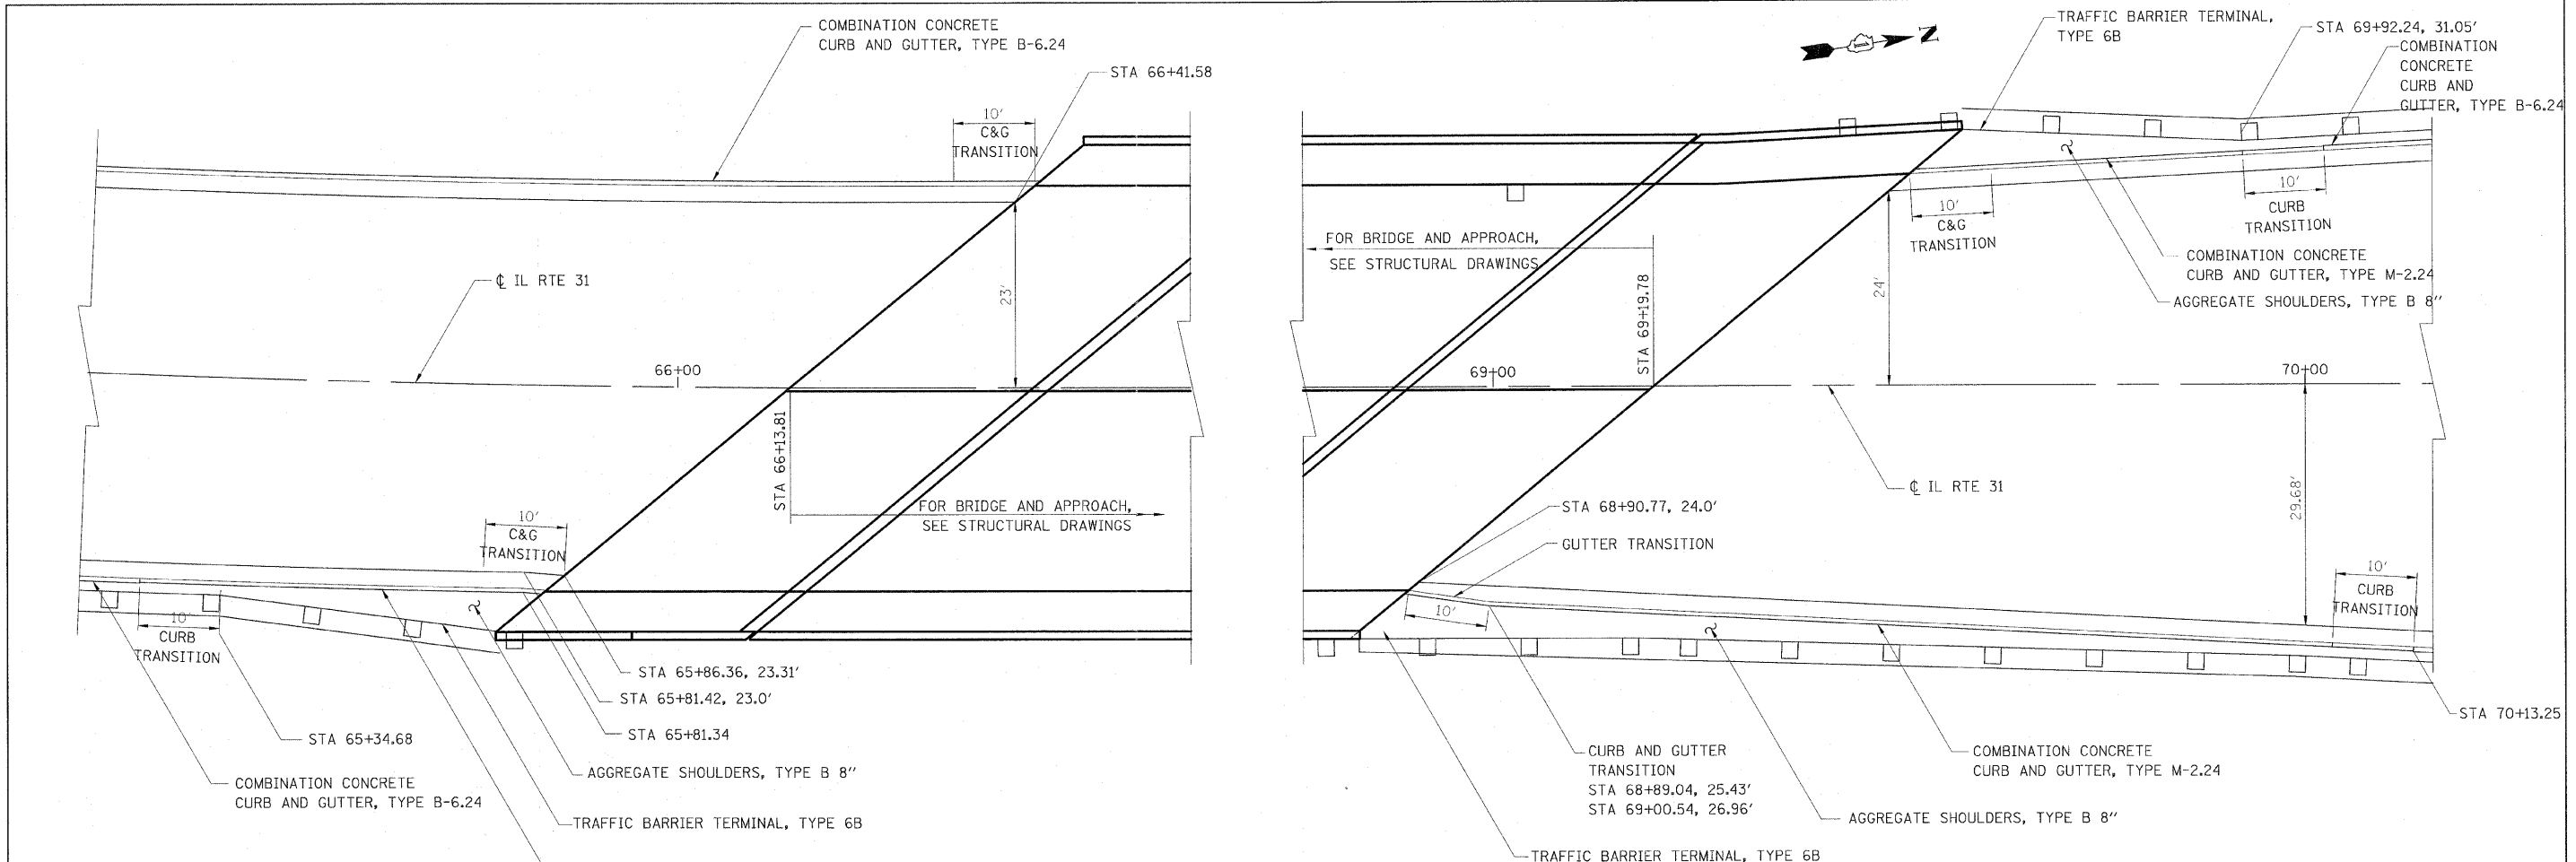 COMBINATION CONCRETE
CURB AND GUTTER, TYPE B-6.24
STA 66+41.58
10'
C&G
TRANSITION
N
TRAFFIC BARRIER TERMINAL,
TYPE 6B
STA 69+92.24, 31.05'
COMBINATION
CONCRETE
CURB AND
GUTTER, TYPE B-6.24
10'
C&G
TRANSITION
10'
CURB
TRANSITION
COMBINATION CONCRETE
CURB AND GUTTER, TYPE M-2.24
AGGREGATE SHOULDERS, TYPE B 8"
FOR BRIDGE AND APPROACH,
SEE STRUCTURAL DRAWINGS
STA 69+19.78
23'
24'
℄ IL RTE 31
66+00
69+00
70+00
STA 66+13.81
FOR BRIDGE AND APPROACH,
SEE STRUCTURAL DRAWINGS
℄ IL RTE 31
29.68'
10'
C&G
TRANSITION
STA 68+90.77, 24.0'
GUTTER TRANSITION
10'
10'
CURB
TRANSITION
10'
CURB
TRANSITION
STA 65+86.36, 23.31'
STA 65+81.42, 23.0'
STA 65+81.34
STA 65+34.68
STA 70+13.25
AGGREGATE SHOULDERS, TYPE B 8"
COMBINATION CONCRETE
CURB AND GUTTER, TYPE B-6.24
TRAFFIC BARRIER TERMINAL, TYPE 6B
CURB AND GUTTER
TRANSITION
STA 68+89.04, 25.43'
STA 69+00.54, 26.96'
COMBINATION CONCRETE
CURB AND GUTTER, TYPE M-2.24
AGGREGATE SHOULDERS, TYPE B 8"
TRAFFIC BARRIER TERMINAL, TYPE 6B